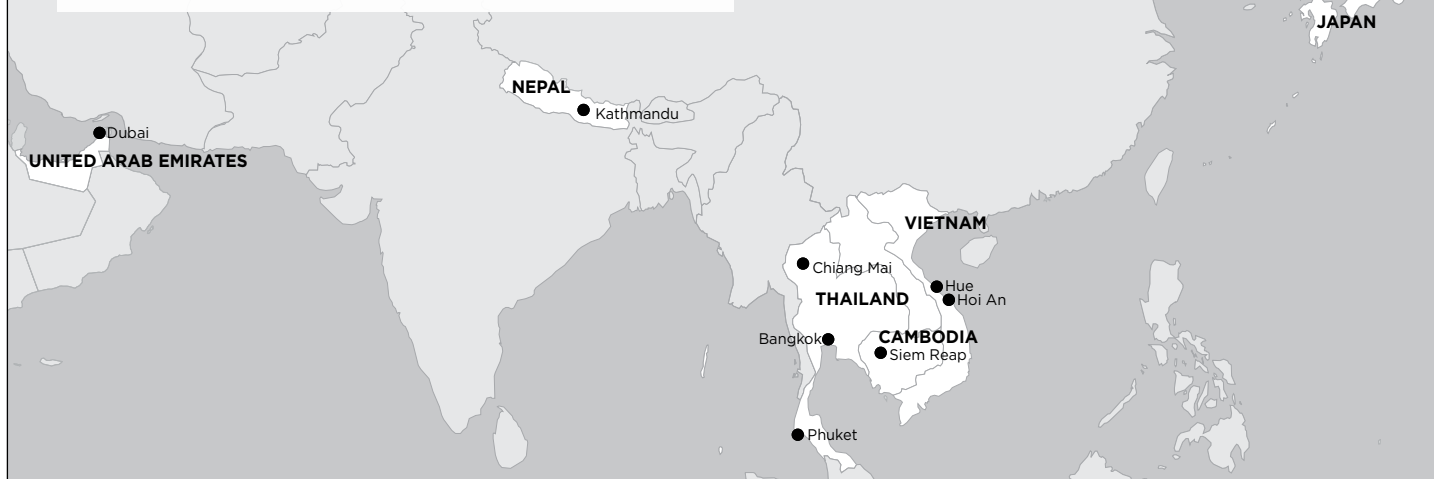 JAPAN
NEPAL
Kathmandu
Dubai
UNITED ARAB EMIRATES
VIETNAM
Chiang Mai
Hue
THAILAND
Hoi An
Bangkok
CAMBODIA
Siem Reap
Phuket